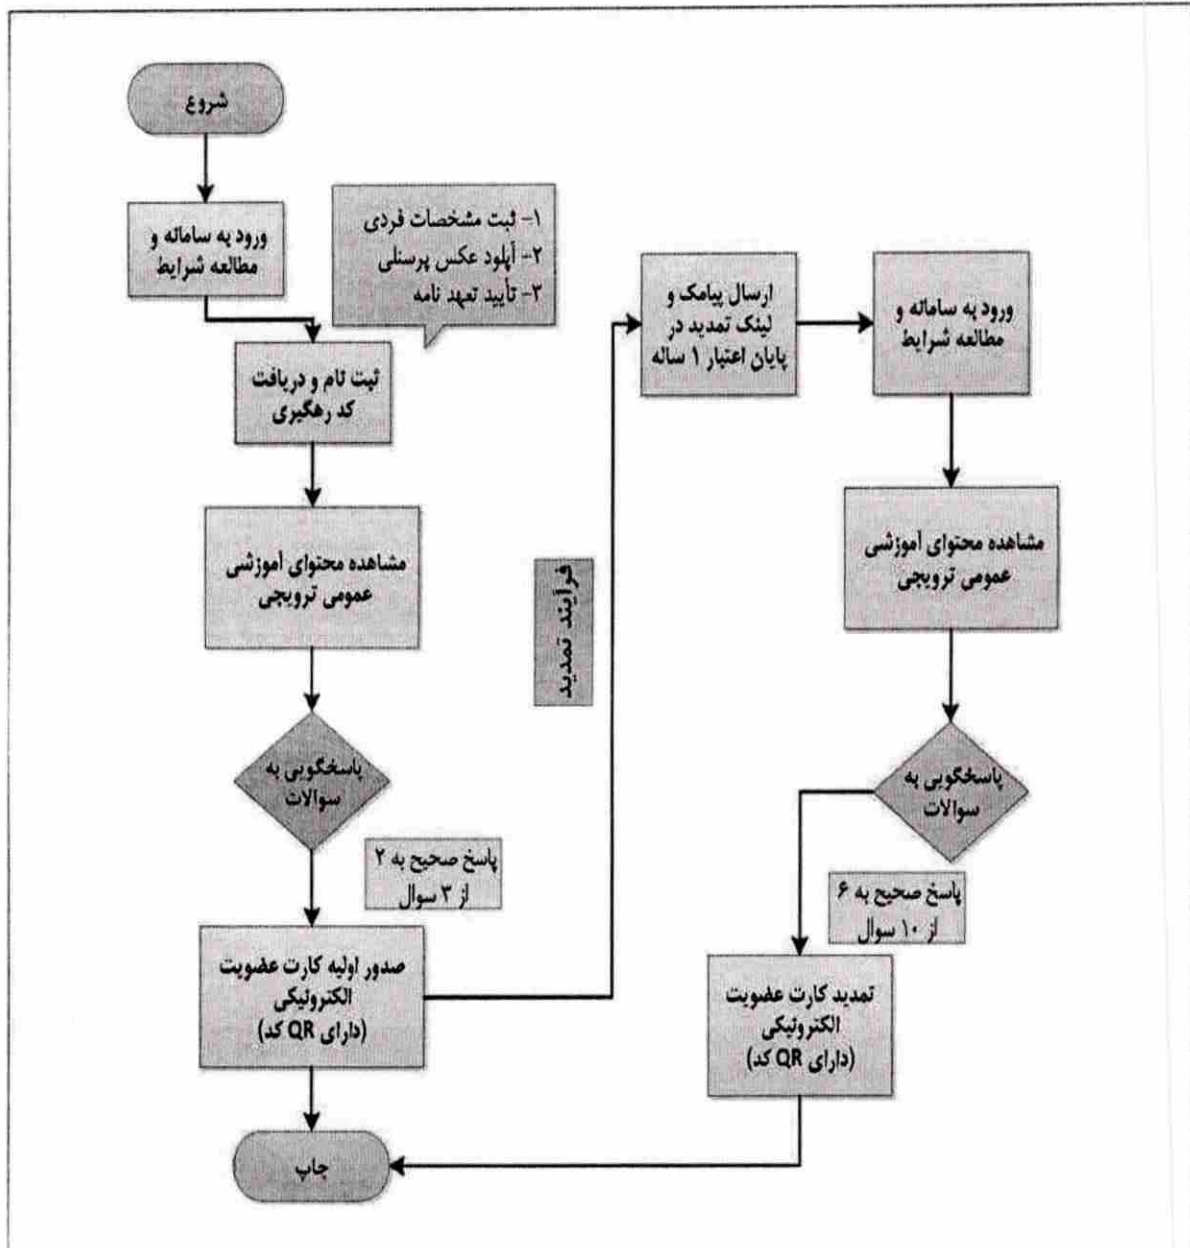 شروع
ورود به سامانه و
مطالعه شرایط
۱- ثبت مشخصات فردی
۲- آپلود عکس پرسنلی
۳- تأیید تعهد نامه
ثبت نام و دریافت
کد رهگیری
مشاهده محتوای آموزشی
عمومی ترویجی
پاسخگویی به
سوالات
پاسخ صحیح به ۲
از ۳ سوال
صدور اولیه کارت عضویت
الکترونیکی
(دارای QR کد)
چاپ
فرآیند تمدید
ارسال پیامک و
لینک تمدید در
پایان اعتبار ۱ ساله
ورود به سامانه و
مطالعه شرایط
مشاهده محتوای آموزشی
عمومی ترویجی
پاسخگویی به
سوالات
پاسخ صحیح به ۶
از ۱۰ سوال
تمدید کارت عضویت
الکترونیکی
(دارای QR کد)